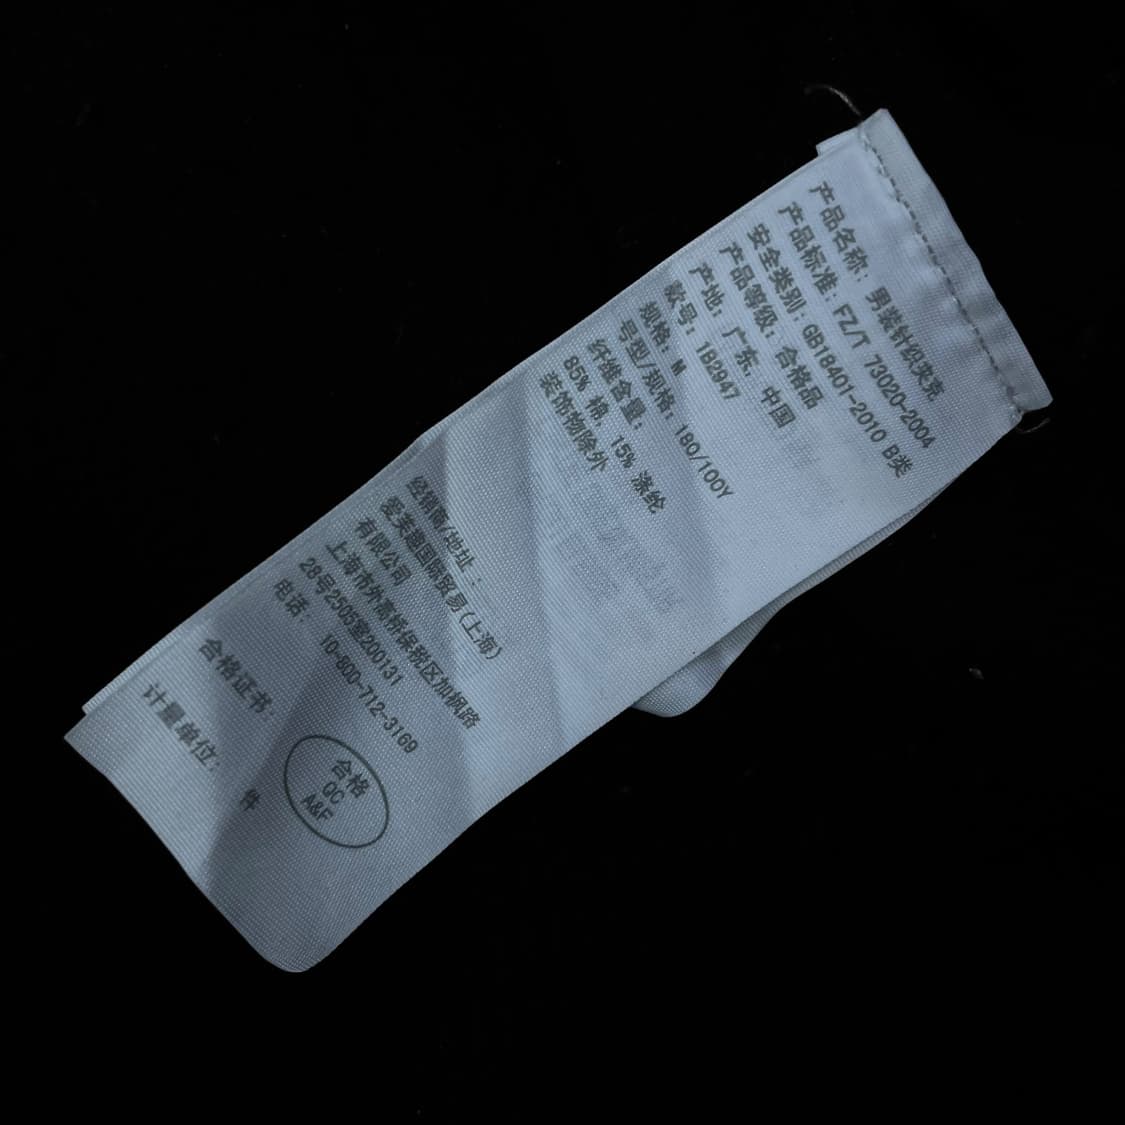 产品名称: 男装针织夹克
产品标准: FZ/T 73020-2004
安全类别: GB18401-2010 B类
产品等级: 合格品
产地: 广东, 中国
款号: 1B2947
规格: M
号型/规格: 180/100Y
纤维含量:
85% 棉, 15% 涤纶
装饰物除外
经销商/地址:
爱芙趣国际贸易(上海)
有限公司
上海市外高桥保税区加枫路
28号2505室200131
电话: 10-800-712-3169
合格证书:
合格
QC
A&F
计量单位: 件